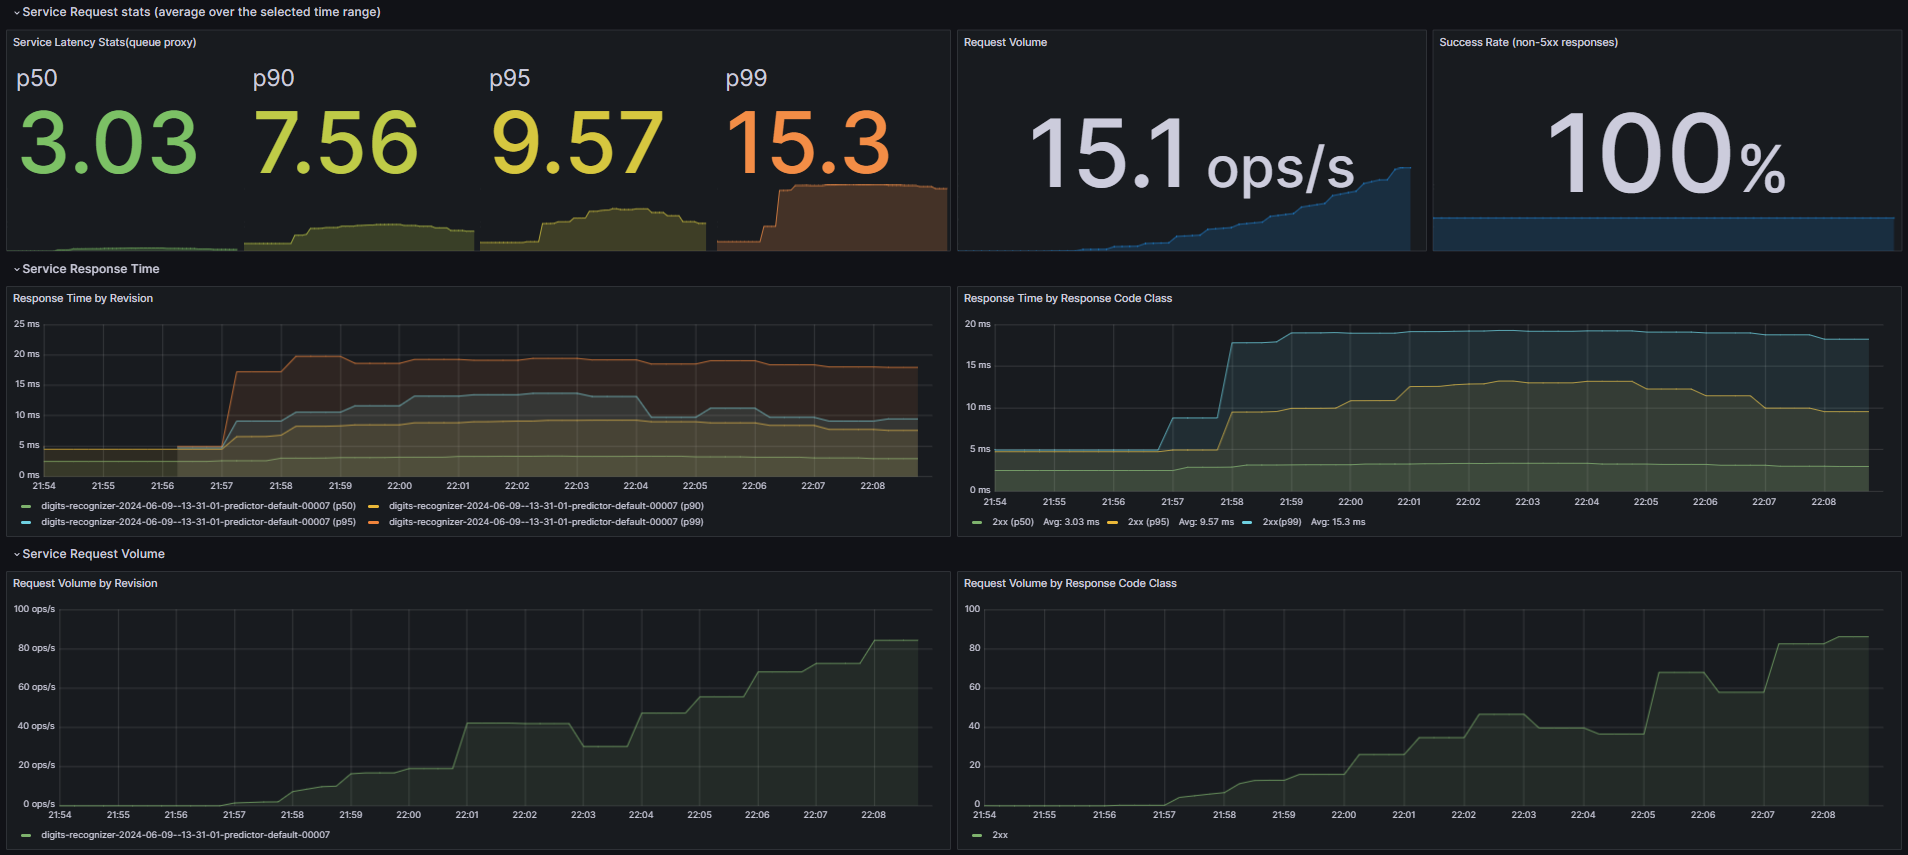 Service Request stats (average over the selected time range)
Service Latency Stats(queue proxy)
p50
3.03
p90
7.56
p95
9.57
p99
15.3
Request Volume
15.1 ops/s
Success Rate (non-5xx responses)
100%
Service Response Time
Response Time by Revision
25 ms
20 ms
15 ms
10 ms
5 ms
0 ms
21:54 21:55 21:56 21:57 21:58 21:59 22:00 22:01 22:02 22:03 22:04 22:05 22:06 22:07 22:08
digits-recognizer-2024-06-09--13-31-01-predictor-default-00007 (p50) digits-recognizer-2024-06-09--13-31-01-predictor-default-00007 (p90)
digits-recognizer-2024-06-09--13-31-01-predictor-default-00007 (p95) digits-recognizer-2024-06-09--13-31-01-predictor-default-00007 (p99)
Response Time by Response Code Class
20 ms
15 ms
10 ms
5 ms
0 ms
21:54 21:55 21:56 21:57 21:58 21:59 22:00 22:01 22:02 22:03 22:04 22:05 22:06 22:07 22:08
2xx (p50) Avg: 3.03 ms 2xx (p95) Avg: 9.57 ms 2xx(p99) Avg: 15.3 ms
Service Request Volume
Request Volume by Revision
100 ops/s
80 ops/s
60 ops/s
40 ops/s
20 ops/s
0 ops/s
21:54 21:55 21:56 21:57 21:58 21:59 22:00 22:01 22:02 22:03 22:04 22:05 22:06 22:07 22:08
digits-recognizer-2024-06-09--13-31-01-predictor-default-00007
Request Volume by Response Code Class
100
80
60
40
20
0
21:54 21:55 21:56 21:57 21:58 21:59 22:00 22:01 22:02 22:03 22:04 22:05 22:06 22:07 22:08
2xx